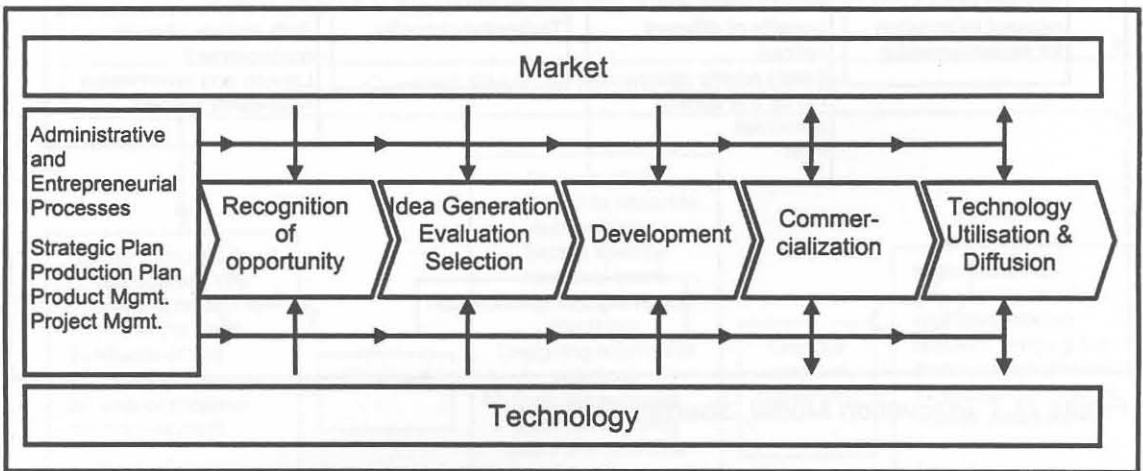 Market
Administrative
and
Entrepreneurial
Processes
Strategic Plan
Production Plan
Product Mgmt.
Project Mgmt.
Recognition
of
opportunity
Idea Generation
Evaluation
Selection
Development
Commer-
cialization
Technology
Utilisation &
Diffusion
Technology